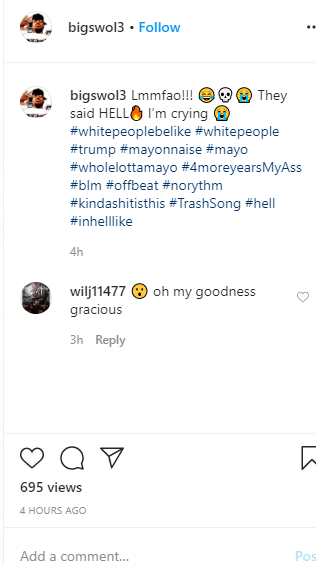 bigswol3 • Follow
bigswol3 Lmmfao!!! 😂💀😭 They
said HELL🔥 I'm crying 😭
#whitepeoplebelike #whitepeople
#trump #mayonnaise #mayo
#wholelottamayo #4moreyearsMyAss
#blm #offbeat #norythm
#kindashitisthis #TrashSong #hell
#inhelllike
4h
wilj11477 😮 oh my goodness
gracious
3h Reply
695 views
4 HOURS AGO
Add a comment... Pos